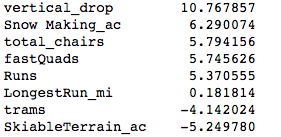 vertical_drop 10.767857
Snow Making_ac 6.290074
total_chairs 5.794156
fastQuads 5.745626
Runs 5.370555
LongestRun_mi 0.181814
trams -4.142024
SkiableTerrain_ac -5.249780